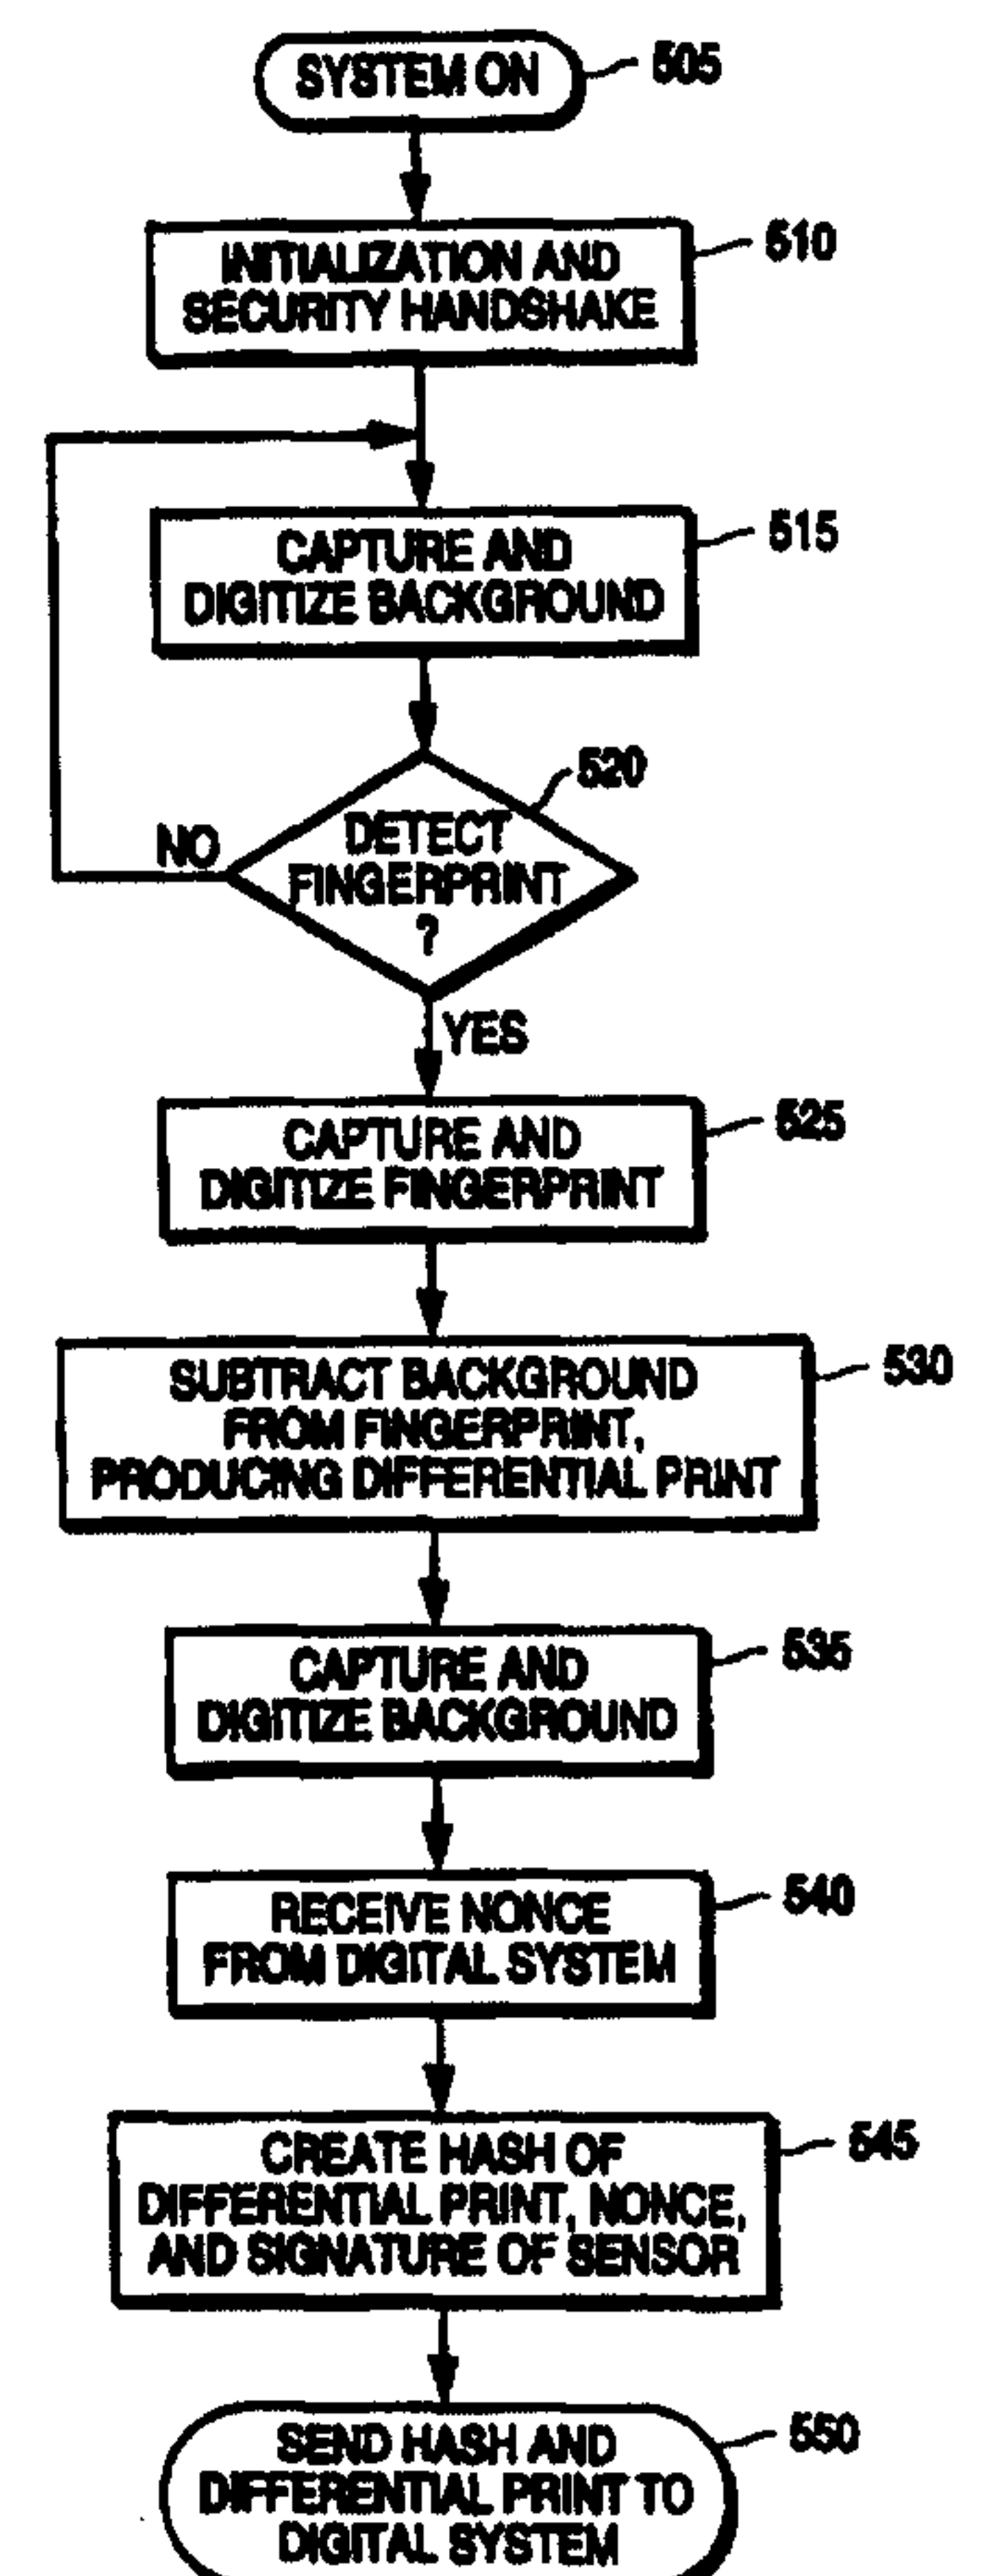 SYSTEM ON
505
INITIALIZATION AND
SECURITY HANDSHAKE
510
CAPTURE AND
DIGITIZE BACKGROUND
515
DETECT
FINGERPRINT
?
520
NO
YES
CAPTURE AND
DIGITIZE FINGERPRINT
525
SUBTRACT BACKGROUND
FROM FINGERPRINT,
PRODUCING DIFFERENTIAL PRINT
530
CAPTURE AND
DIGITIZE BACKGROUND
535
RECEIVE NONCE
FROM DIGITAL SYSTEM
540
CREATE HASH OF
DIFFERENTIAL PRINT, NONCE,
AND SIGNATURE OF SENSOR
545
SEND HASH AND
DIFFERENTIAL PRINT TO
DIGITAL SYSTEM
550